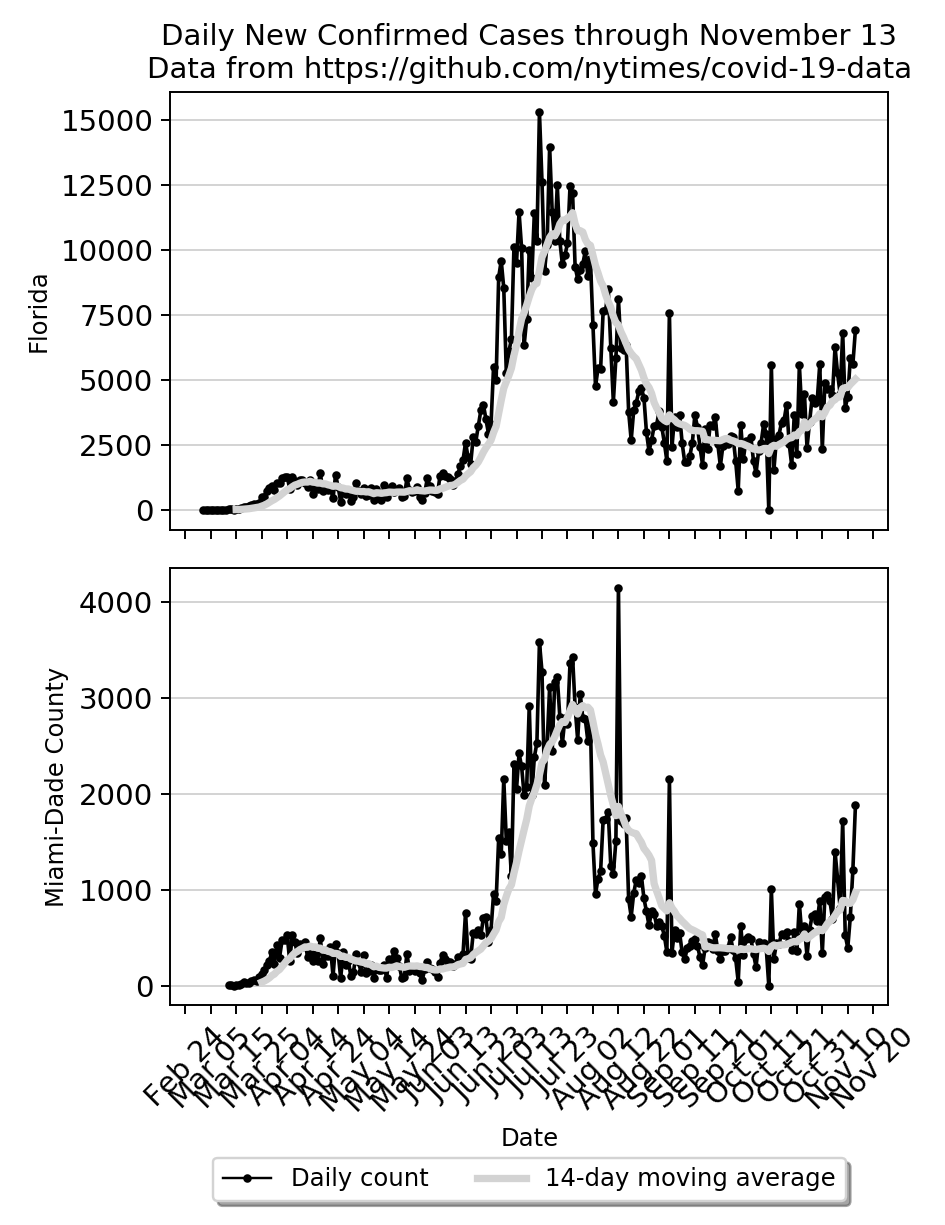 Daily New Confirmed Cases through November 13
Data from https://github.com/nytimes/covid-19-data
15000
12500
10000
7500
5000
2500
0
Florida
4000
3000
2000
1000
0
Miami-Dade County
Feb 24
Mar 05
Mar 15
Mar 25
Apr 04
Apr 14
Apr 24
May 04
May 14
May 24
Jun 03
Jun 13
Jun 23
Jul 03
Jul 13
Jul 23
Aug 02
Aug 12
Aug 22
Sep 01
Sep 11
Sep 21
Oct 01
Oct 11
Oct 21
Oct 31
Nov 10
Nov 20
Date
Daily count
14-day moving average